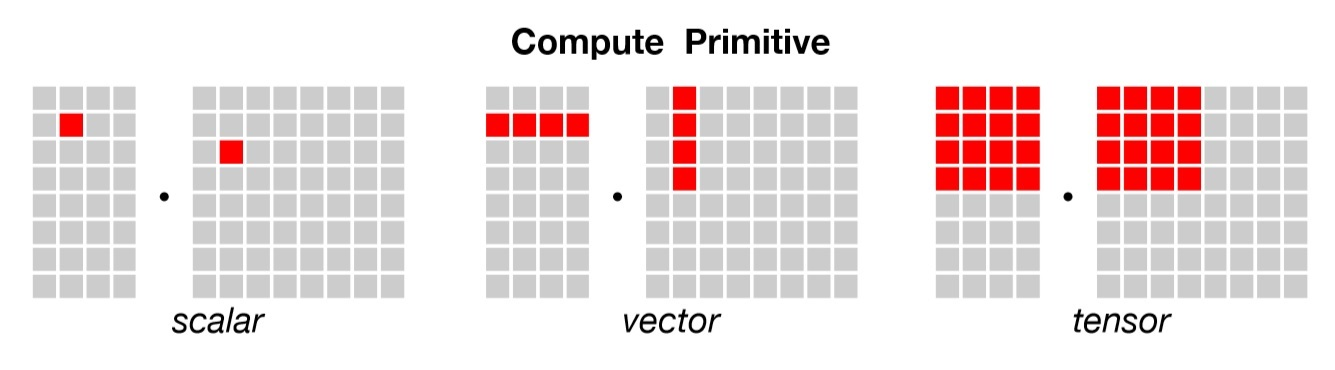 Compute Primitive
scalar
vector
tensor